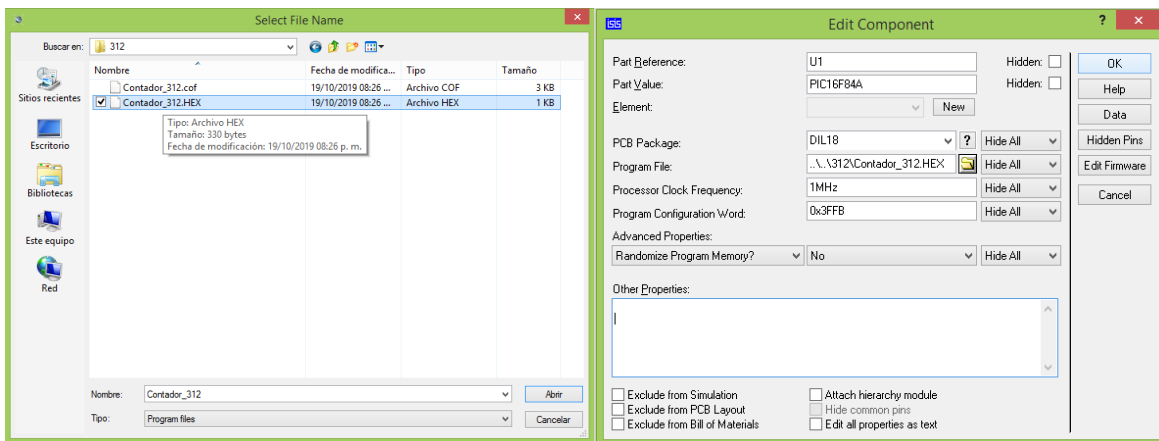 Select File Name
Buscar en: 312
Nombre Fecha de modifica... Tipo Tamaño
Contador_312.cof 19/10/2019 08:26 ... Archivo COF 3 KB
Contador_312.HEX 19/10/2019 08:26 ... Archivo HEX 1 KB
Tipo: Archivo HEX
Tamaño: 330 bytes
Fecha de modificación: 19/10/2019 08:26 p. m.
Sitios recientes
Escritorio
Bibliotecas
Este equipo
Red
Nombre: Contador_312 Abrir
Tipo: Program files Cancelar
ISIS
Edit Component
? ×
Part Reference: U1 Hidden: OK
Part Value: PIC16F84A Hidden: Help
Element: New Data
PCB Package: DIL18 ? Hide All Hidden Pins
Program File: ..\..\312\Contador_312.HEX Hide All Edit Firmware
Processor Clock Frequency: 1MHz Hide All Cancel
Program Configuration Word: 0x3FFB Hide All
Advanced Properties:
Randomize Program Memory? No Hide All
Other Properties:
Exclude from Simulation Attach hierarchy module
Exclude from PCB Layout Hide common pins
Exclude from Bill of Materials Edit all properties as text